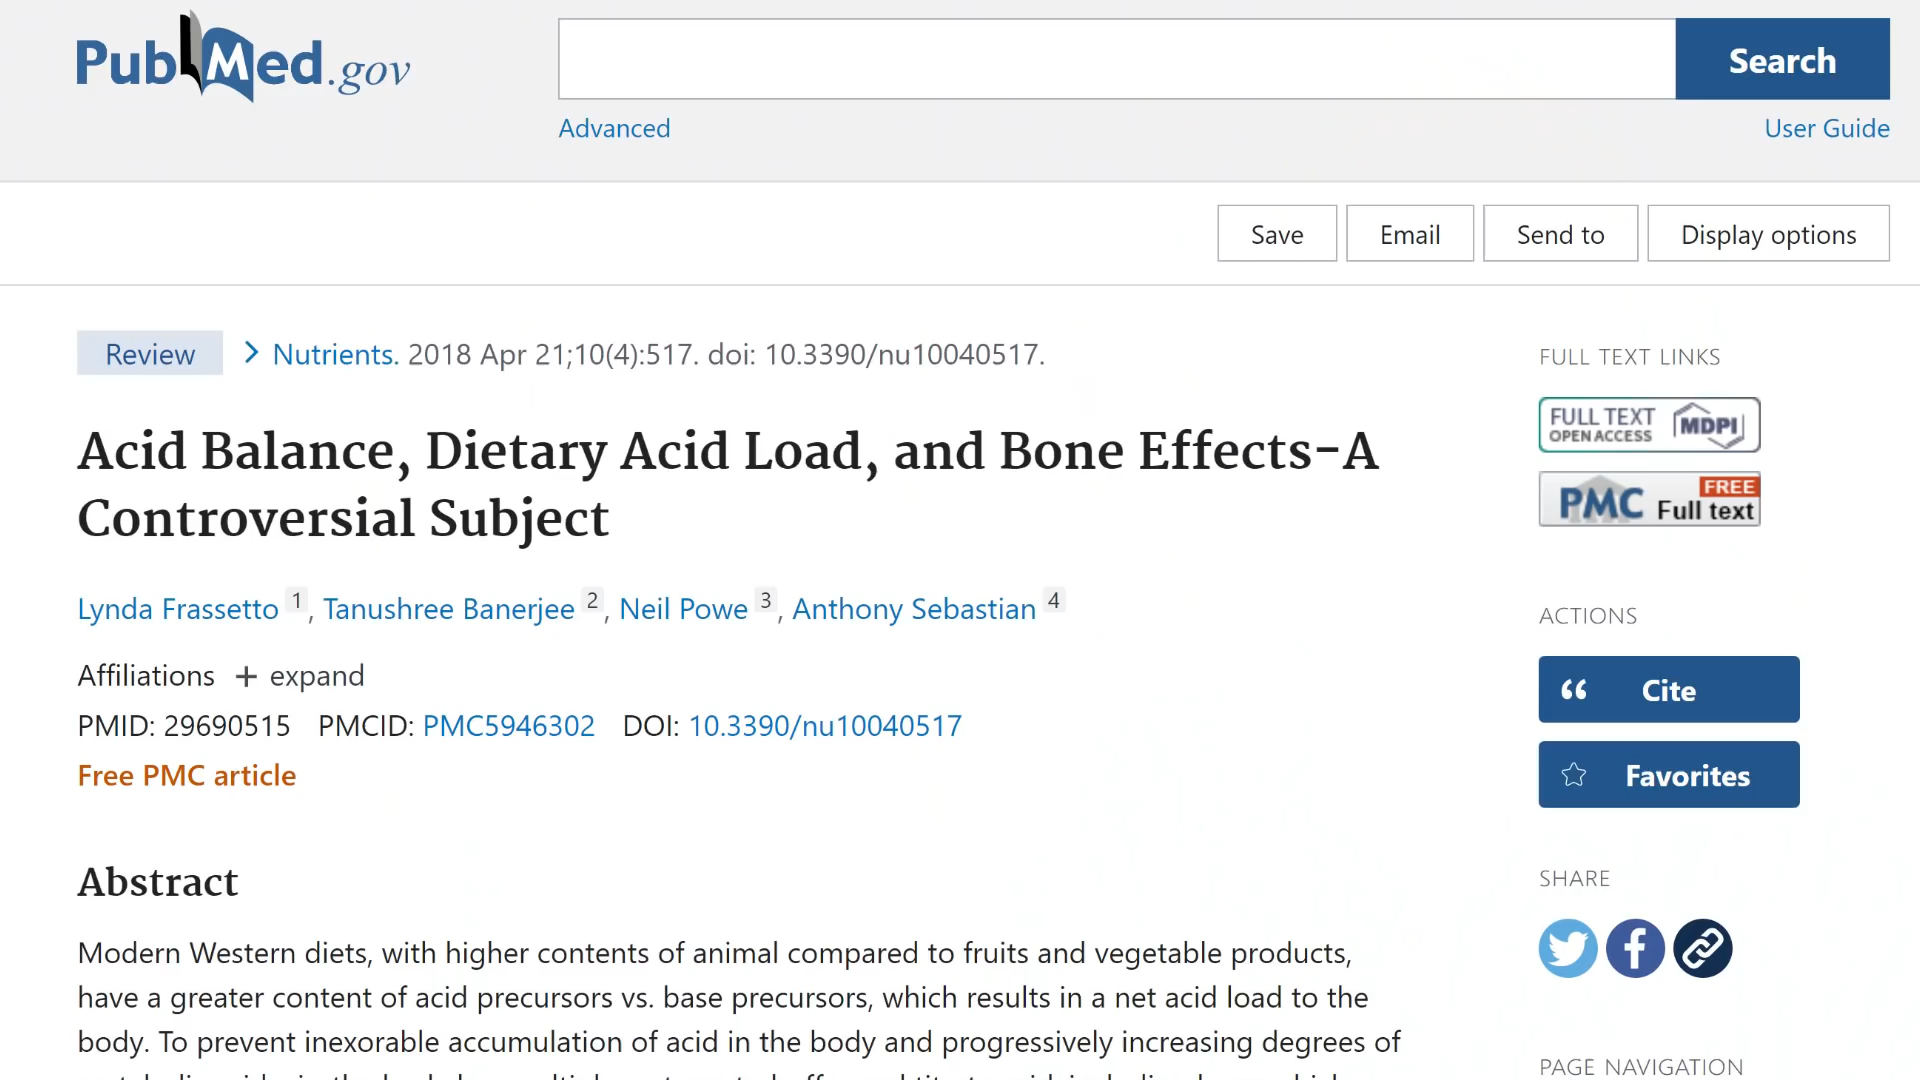 PubMed.gov
Search
Advanced
User Guide
Save
Email
Send to
Display options
Review
Nutrients. 2018 Apr 21;10(4):517. doi: 10.3390/nu10040517.
Acid Balance, Dietary Acid Load, and Bone Effects-A
Controversial Subject
Lynda Frassetto 1, Tanushree Banerjee 2, Neil Powe 3, Anthony Sebastian 4
Affiliations + expand
PMID: 29690515 PMCID: PMC5946302 DOI: 10.3390/nu10040517
Free PMC article
Abstract
Modern Western diets, with higher contents of animal compared to fruits and vegetable products,
have a greater content of acid precursors vs. base precursors, which results in a net acid load to the
body. To prevent inexorable accumulation of acid in the body and progressively increasing degrees of
FULL TEXT LINKS
FULL TEXT
OPEN ACCESS
MDPI
PMC
FREE
Full text
ACTIONS
Cite
Favorites
SHARE
PAGE NAVIGATION